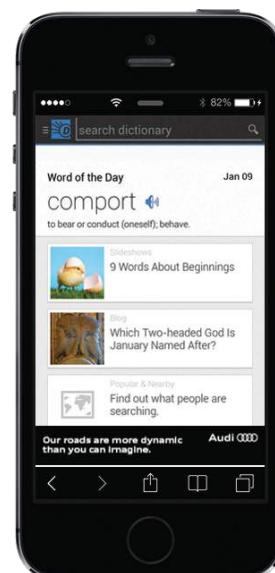 82%
search dictionary
Word of the Day Jan 09
comport
to bear or conduct (oneself); behave.
Slideshows
9 Words About Beginnings
Blog
Which Two-headed God Is
January Named After?
Popular & Nearby
Find out what people are
searching.
Our roads are more dynamic Audi
than you can imagine.